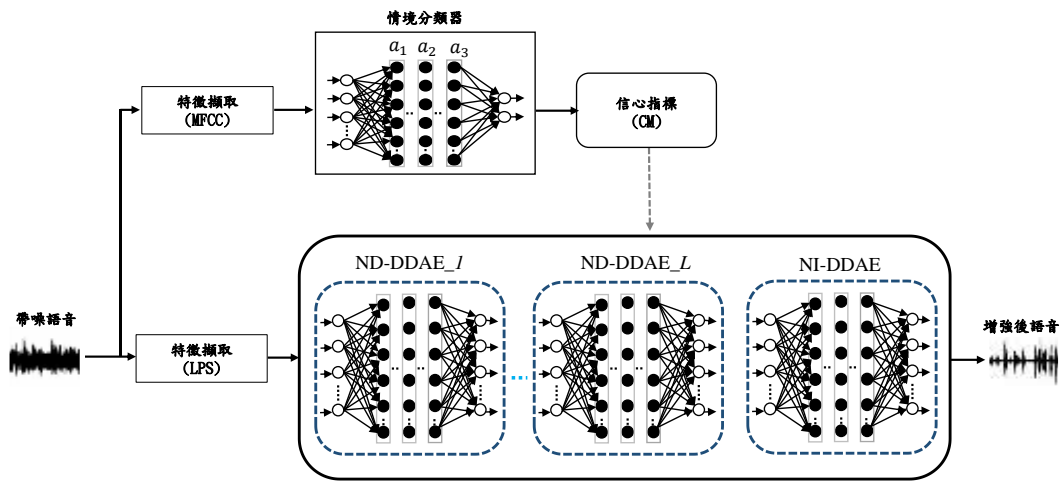 情境分類器
a₁ a₂ a₃
特徵擷取
(MFCC)
信心指標
(CM)
ND-DDAE_1
ND-DDAE_L
NI-DDAE
帶噪語音
特徵擷取
(LPS)
增強後語音